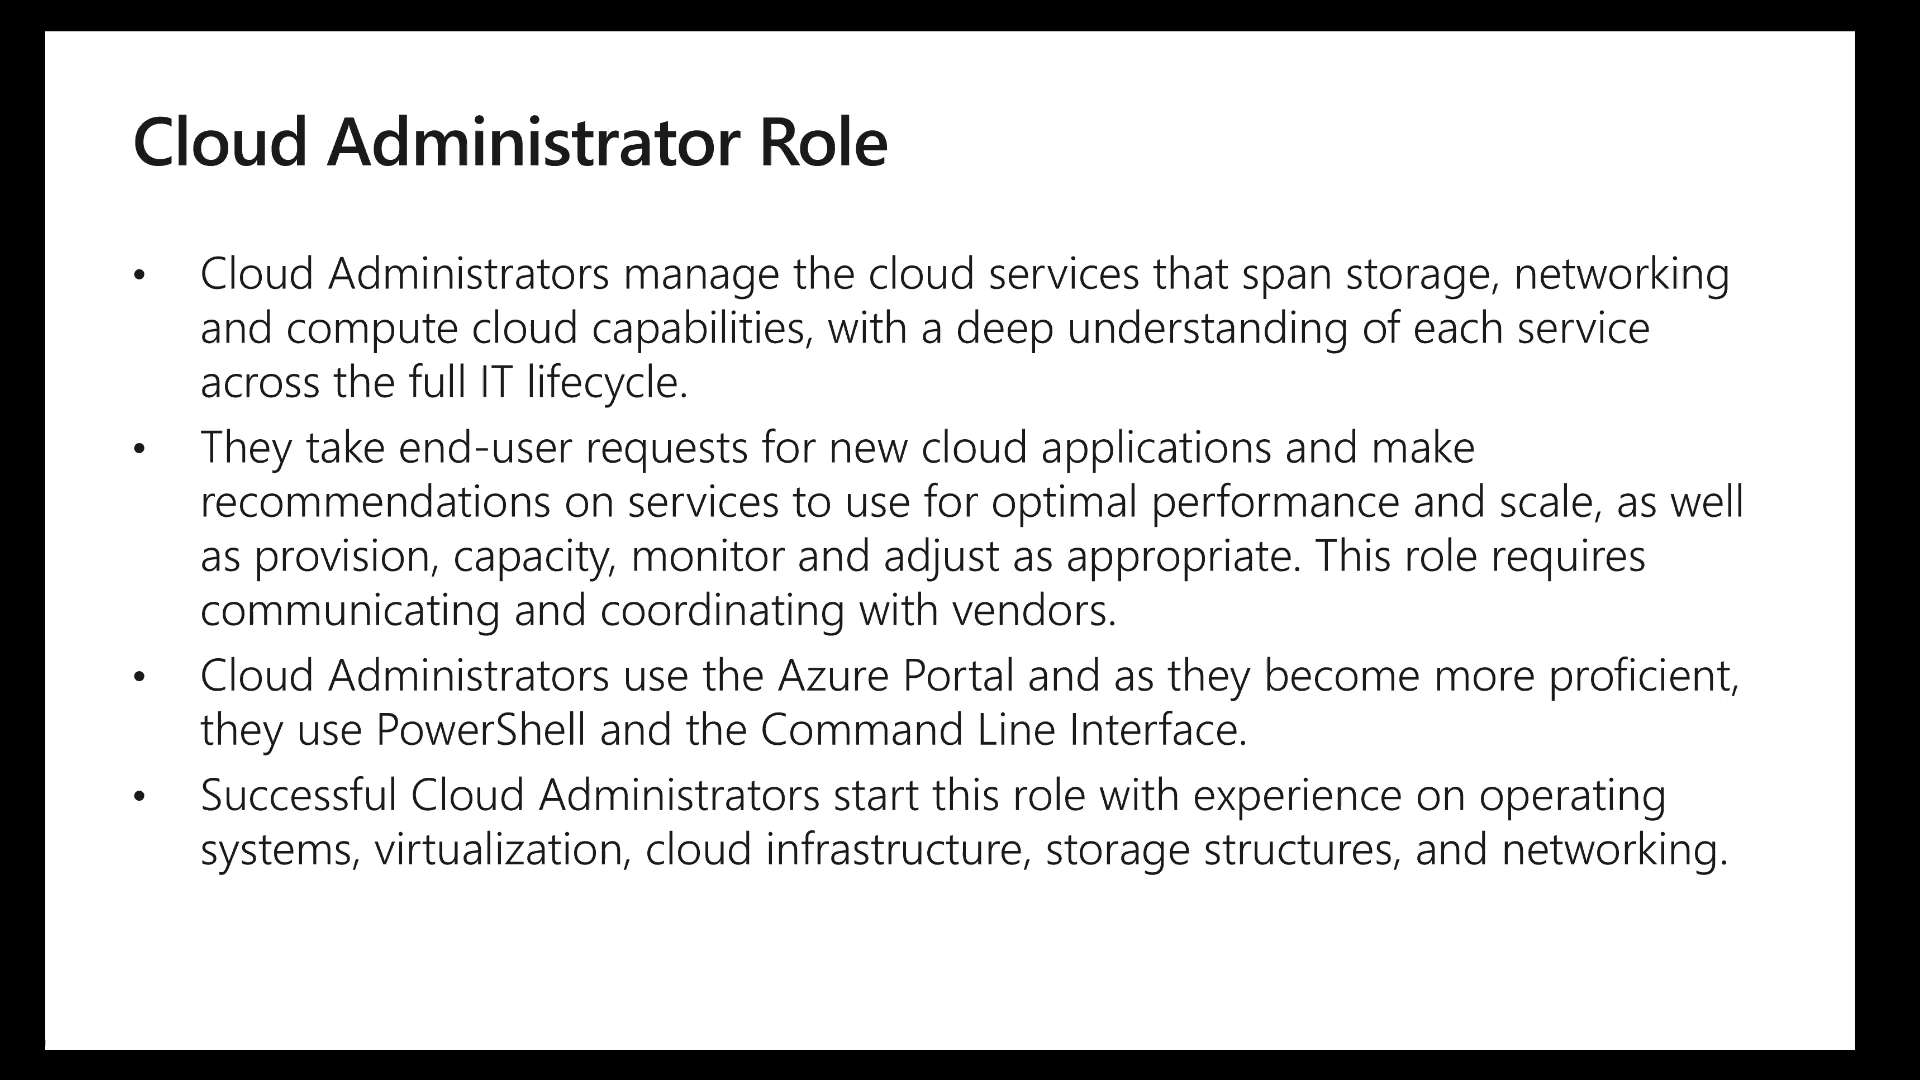 Cloud Administrator Role
• Cloud Administrators manage the cloud services that span storage, networking
and compute cloud capabilities, with a deep understanding of each service
across the full IT lifecycle.
• They take end-user requests for new cloud applications and make
recommendations on services to use for optimal performance and scale, as well
as provision, capacity, monitor and adjust as appropriate. This role requires
communicating and coordinating with vendors.
• Cloud Administrators use the Azure Portal and as they become more proficient,
they use PowerShell and the Command Line Interface.
• Successful Cloud Administrators start this role with experience on operating
systems, virtualization, cloud infrastructure, storage structures, and networking.